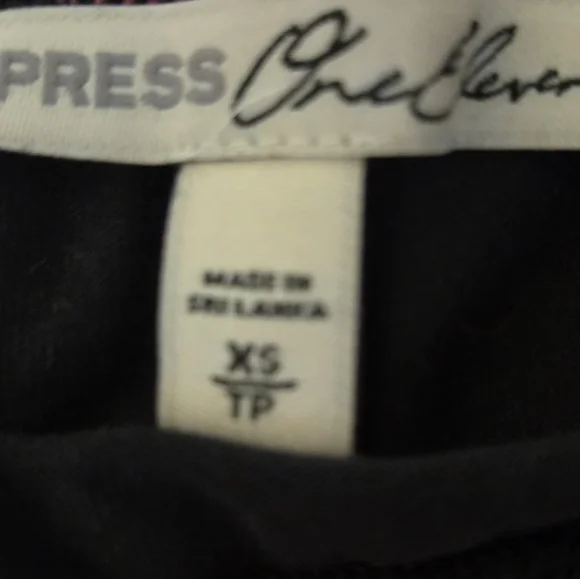 PRESS One Eleven
MADE IN
SRI LANKA
XS
TP